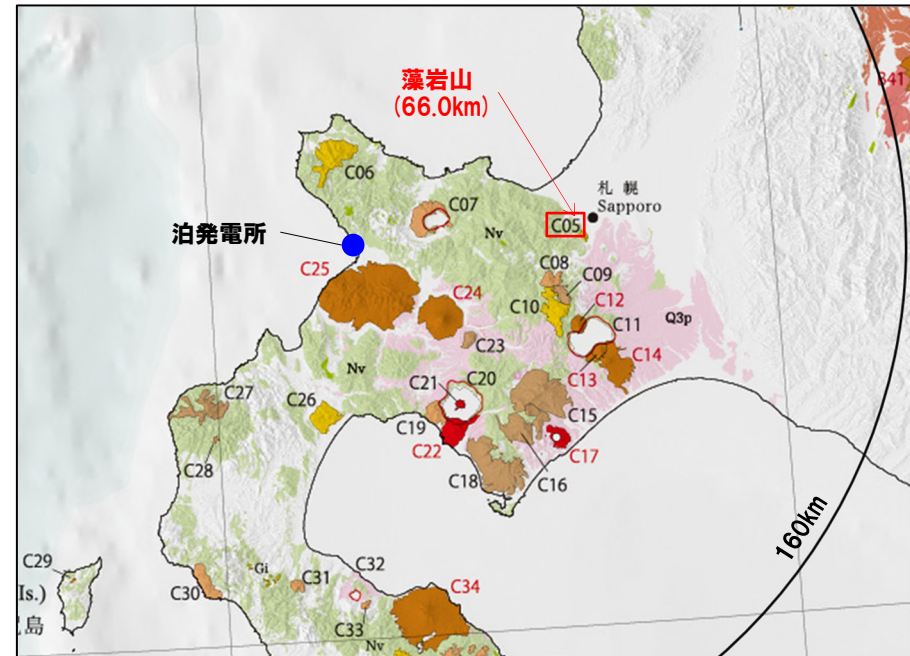 藻岩山
(66.0km)
B41
C06
札 幌
Sapporo
C07
C05
泊発電所
Nv
C25
C08
C09
C24
C10
C12
C11
Q3p
C23
C14
C13
Nv
C21
C20
C27
C26
C15
C19
C17
C22
C28
C18
C16
160km
C29
Gi
C31
C32
C34
Is.)
C30
C33
島
Nv